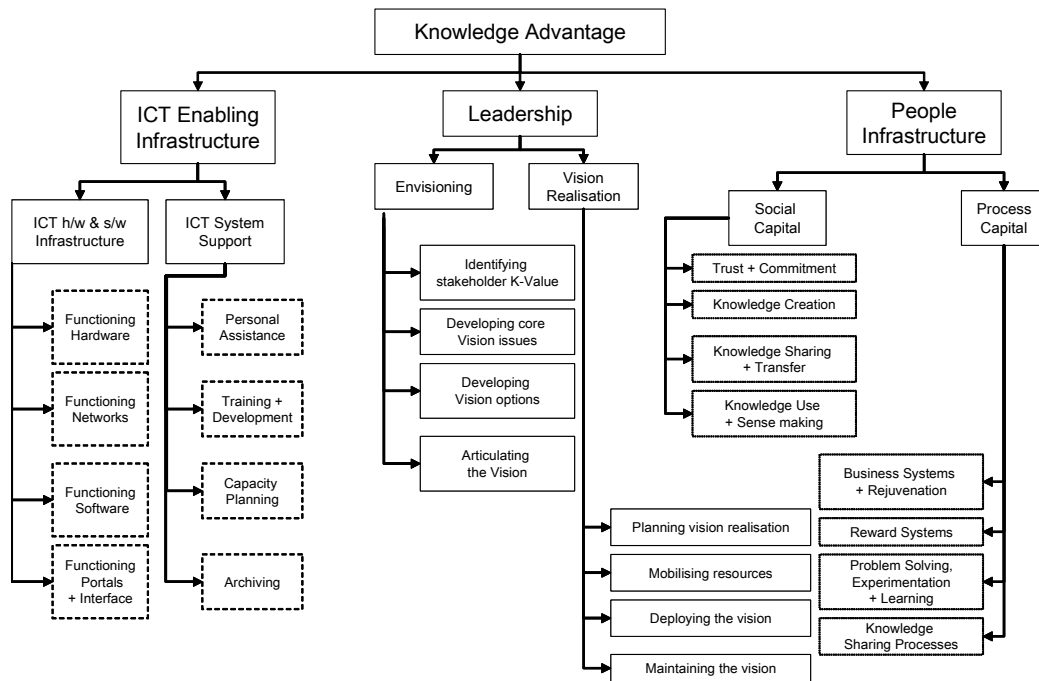 Knowledge Advantage
ICT Enabling
Infrastructure
Leadership
People
Infrastructure
ICT h/w & s/w
Infrastructure
ICT System
Support
Envisioning
Vision
Realisation
Social
Capital
Process
Capital
Functioning
Hardware
Functioning
Networks
Functioning
Software
Functioning
Portals
+ Interface
Personal
Assistance
Training +
Development
Capacity
Planning
Archiving
Identifying
stakeholder K-Value
Developing core
Vision issues
Developing
Vision options
Articulating
the Vision
Planning vision realisation
Mobilising resources
Deploying the vision
Maintaining the vision
Trust + Commitment
Knowledge Creation
Knowledge Sharing
+ Transfer
Knowledge Use
+ Sense making
Business Systems
+ Rejuvenation
Reward Systems
Problem Solving,
Experimentation
+ Learning
Knowledge
Sharing Processes